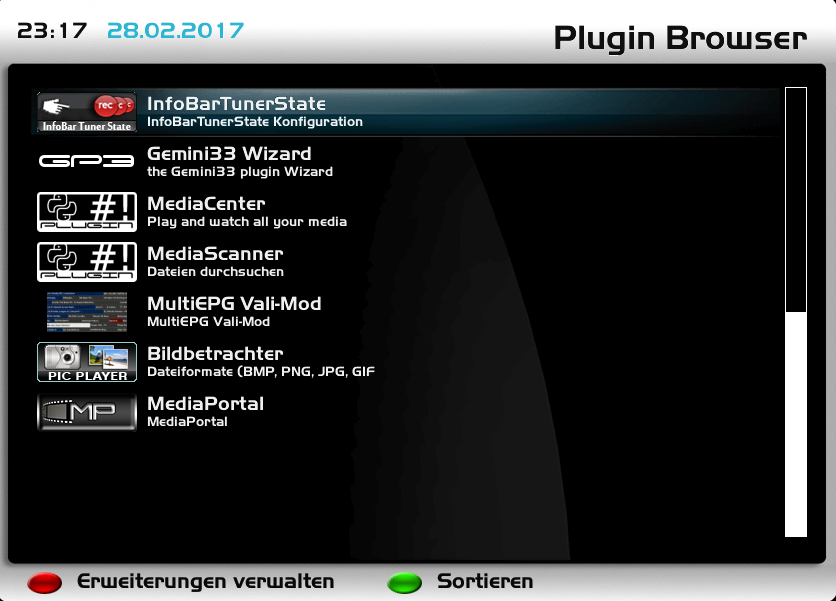 23:17 28.02.2017
Plugin Browser
rec c c
InfoBar Tuner State
InfoBarTunerState
InfoBarTunerState Konfiguration
GP3
Gemini33 Wizard
the Gemini33 plugin Wizard
#!
PLUGIN
MediaCenter
Play and watch all your media
#!
PLUGIN
MediaScanner
Dateien durchsuchen
MultiEPG Vali-Mod
MultiEPG Vali-Mod
PIC PLAYER
Bildbetrachter
Dateiformate (BMP, PNG, JPG, GIF
MP
MediaPortal
MediaPortal
Erweiterungen verwalten
Sortieren